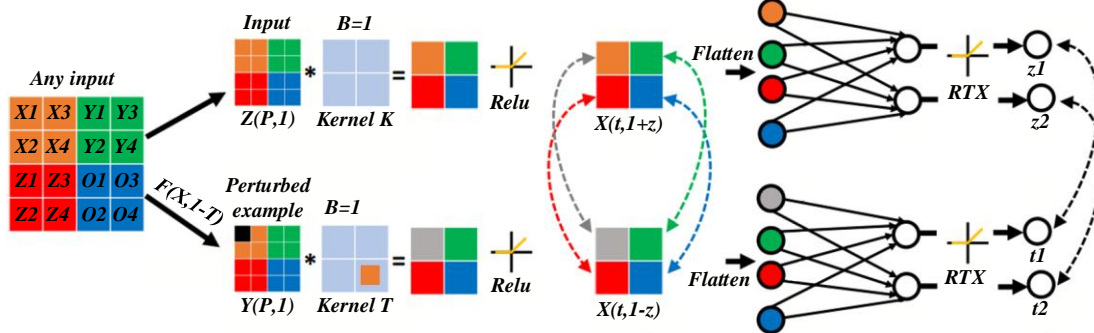 Any input
X1 X3 Y1 Y3
X2 X4 Y2 Y4
Z1 Z3 O1 O3
Z2 Z4 O2 O4
F(X,1-T)
Input
B=1
*
=
Z(P,1)
Kernel K
Relu
X(t,1+z)
Flatten
RTX
z1
z2
Perturbed
example
B=1
*
=
Y(P,1)
Kernel T
Relu
X(t,1-z)
Flatten
RTX
t1
t2